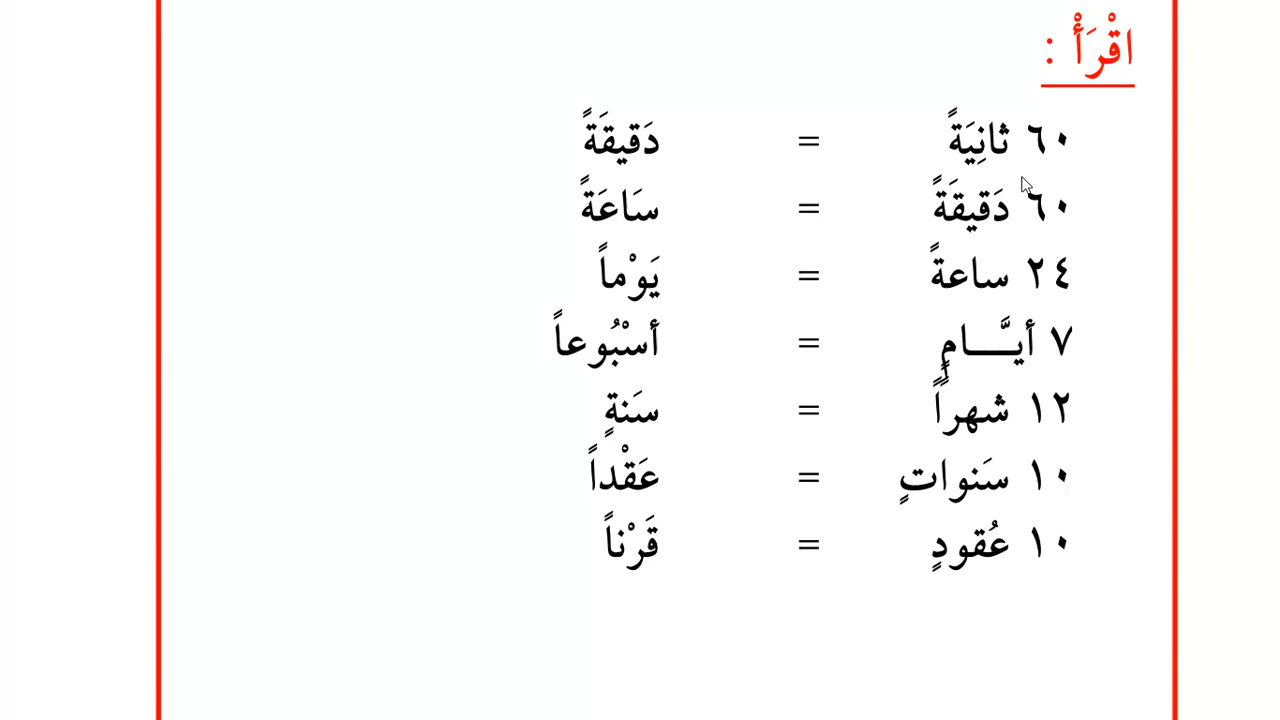 اقْرَأْ :
٦٠ ثانِيَةً = دَقيقَةً
٦٠ دَقيقَةً = سَاعَةً
٢٤ ساعةً = يَوْماً
٧ أيَّـــامٍ = أسْبُوعاً
١٢ شهراً = سَنةٍ
١٠ سَنواتٍ = عَقْداً
١٠ عُقودٍ = قَرْناً